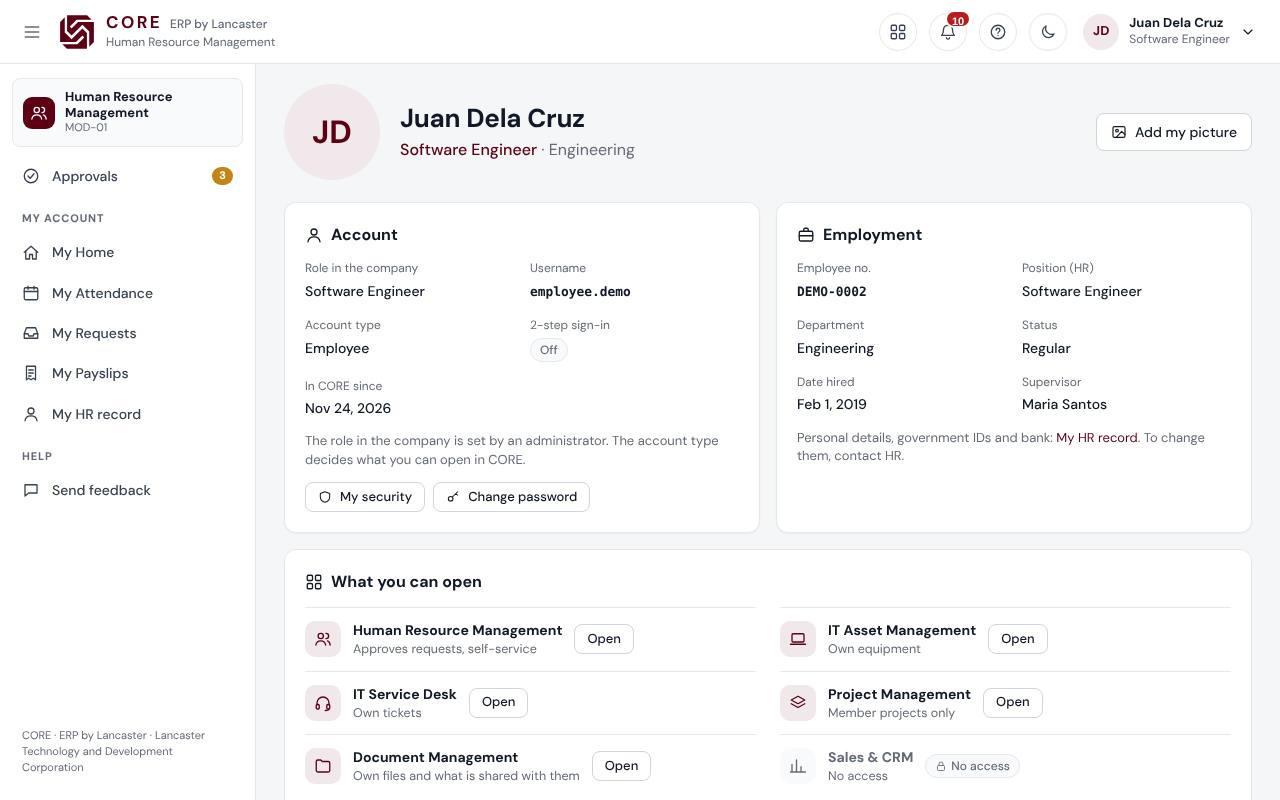 CORE ERP by Lancaster
Human Resource Management
10
JD
Juan Dela Cruz
Software Engineer
Human Resource
Management
MOD-01
Approvals
3
MY ACCOUNT
My Home
My Attendance
My Requests
My Payslips
My HR record
HELP
Send feedback
CORE · ERP by Lancaster · Lancaster
Technology and Development
Corporation
JD
Juan Dela Cruz
Software Engineer · Engineering
Add my picture
Account
Role in the company
Software Engineer
Username
employee.demo
Account type
Employee
2-step sign-in
Off
In CORE since
Nov 24, 2026
The role in the company is set by an administrator. The account type
decides what you can open in CORE.
My security
Change password
Employment
Employee no.
DEMO-0002
Position (HR)
Software Engineer
Department
Engineering
Status
Regular
Date hired
Feb 1, 2019
Supervisor
Maria Santos
Personal details, government IDs and bank: My HR record. To change
them, contact HR.
What you can open
Human Resource Management
Approves requests, self-service
Open
IT Asset Management
Own equipment
Open
IT Service Desk
Own tickets
Open
Project Management
Member projects only
Open
Document Management
Own files and what is shared with them
Open
Sales & CRM
No access
No access